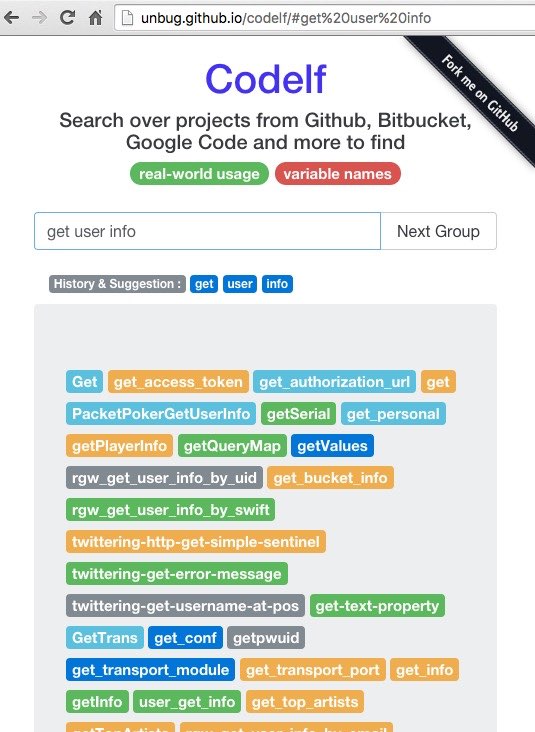 unbug.github.io/codelf/#get%20user%20info
Fork me on GitHub
Codelf
Search over projects from Github, Bitbucket,
Google Code and more to find
real-world usage variable names
get user info Next Group
History & Suggestion : get user info
Get get_access_token get_authorization_url get
PacketPokerGetUserInfo getSerial get_personal
getPlayerInfo getQueryMap getValues
rgw_get_user_info_by_uid get_bucket_info
rgw_get_user_info_by_swift
twittering-http-get-simple-sentinel
twittering-get-error-message
twittering-get-username-at-pos get-text-property
GetTrans get_conf getpwuid
get_transport_module get_transport_port get_info
getInfo user_get_info get_top_artists
getTopArtists rgw_get_user_info_by_email